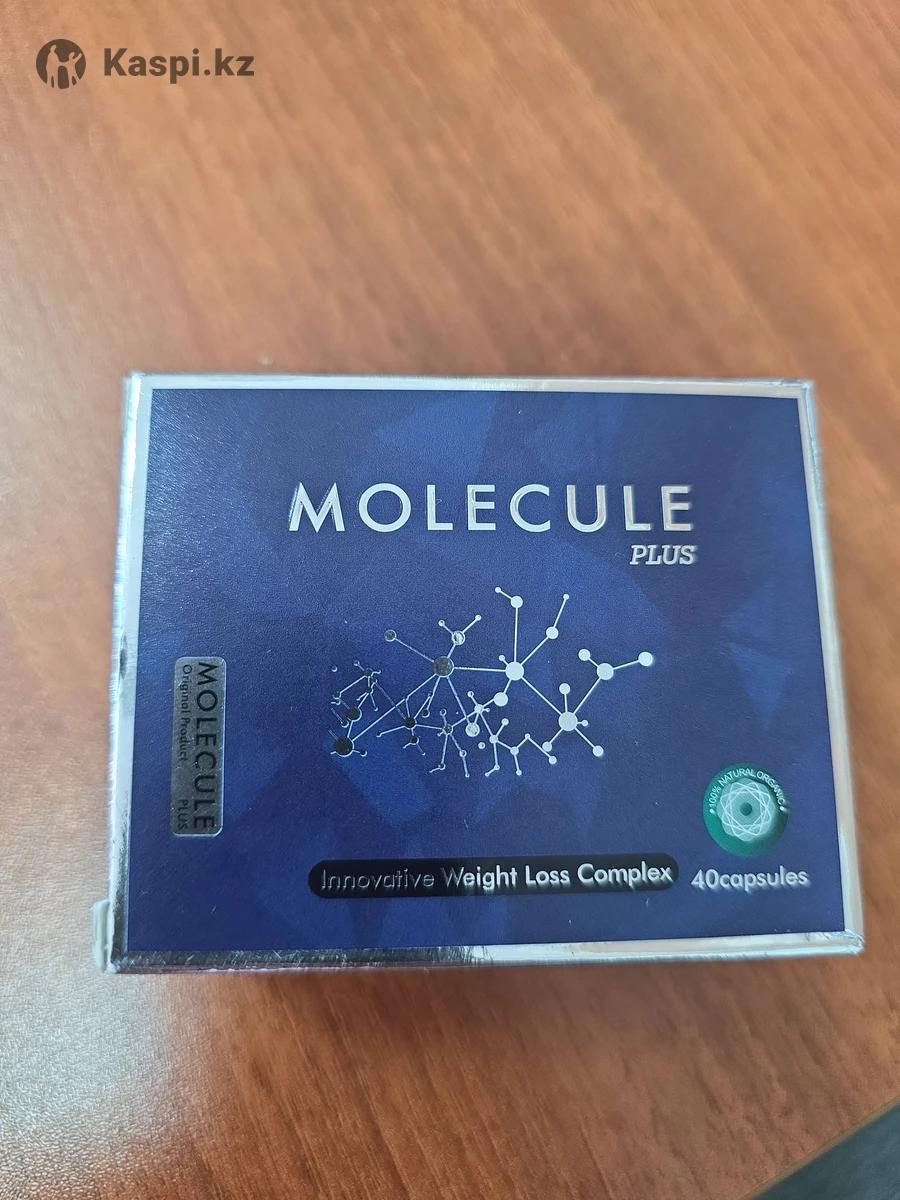 Kaspi.kz
MOLECULE
PLUS
MOLECULE PLUS
Original Product
100% NATURAL ORGANIC
Innovative Weight Loss Complex
40capsules